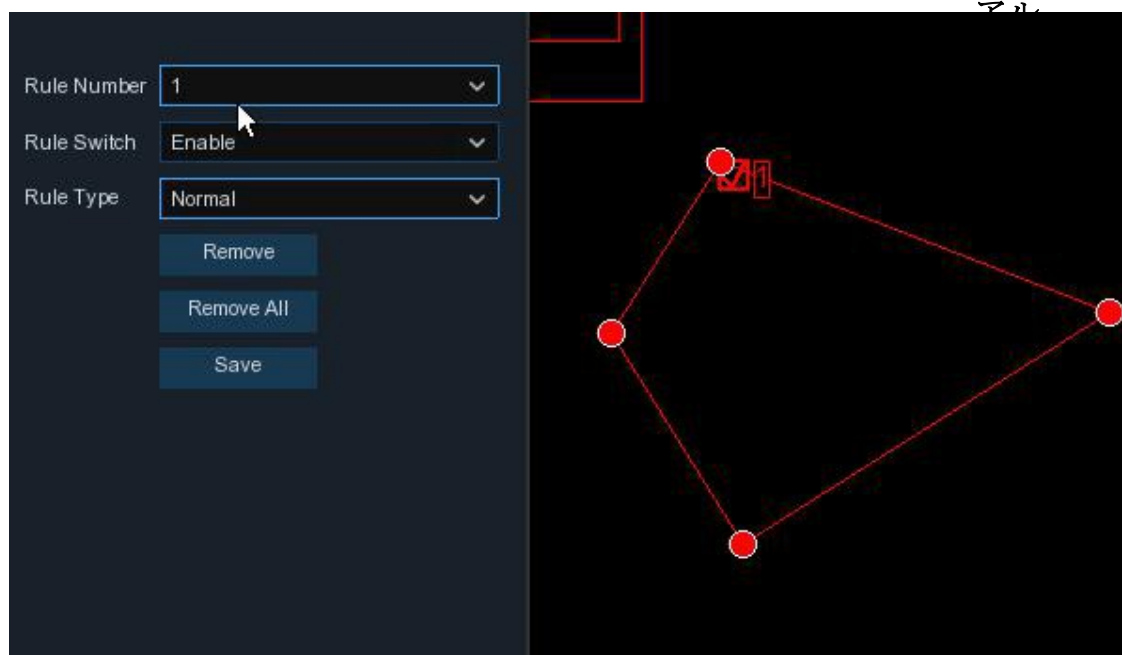 Rule Number 1
Rule Switch Enable
Rule Type Normal
Remove
Remove All
Save
1